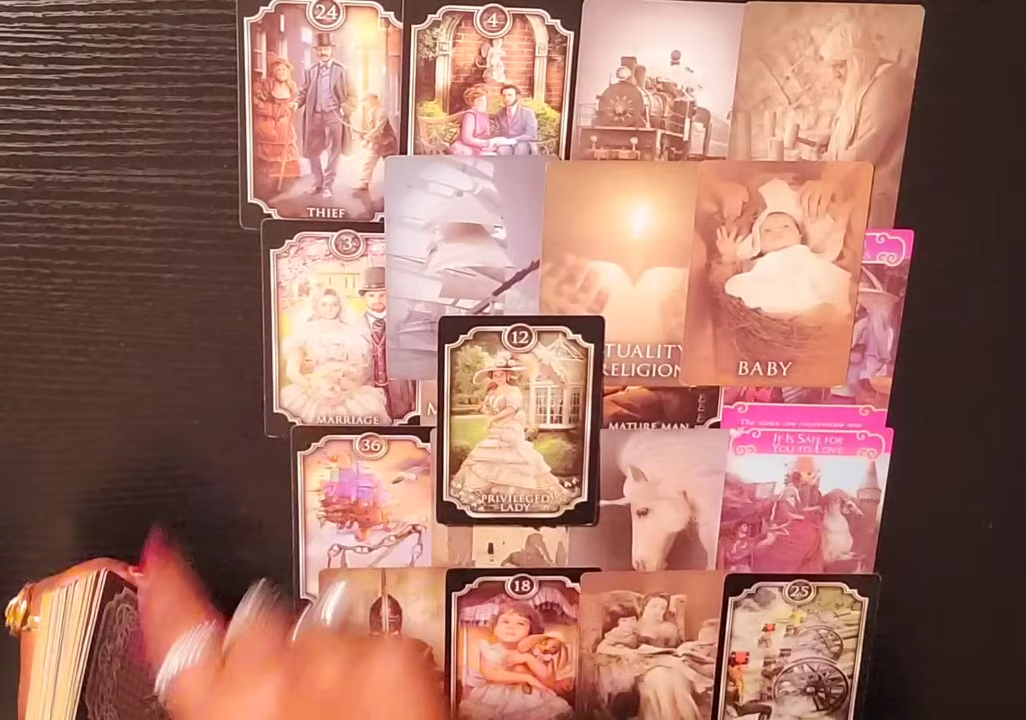 24
4
THIEF
3
TUALITY
RELIGION
BABY
12
MARRIAGE
MATURE MAN
IT IS SAFE FOR
YOU TO LOVE
36
PRIVILEGED
LADY
18
25